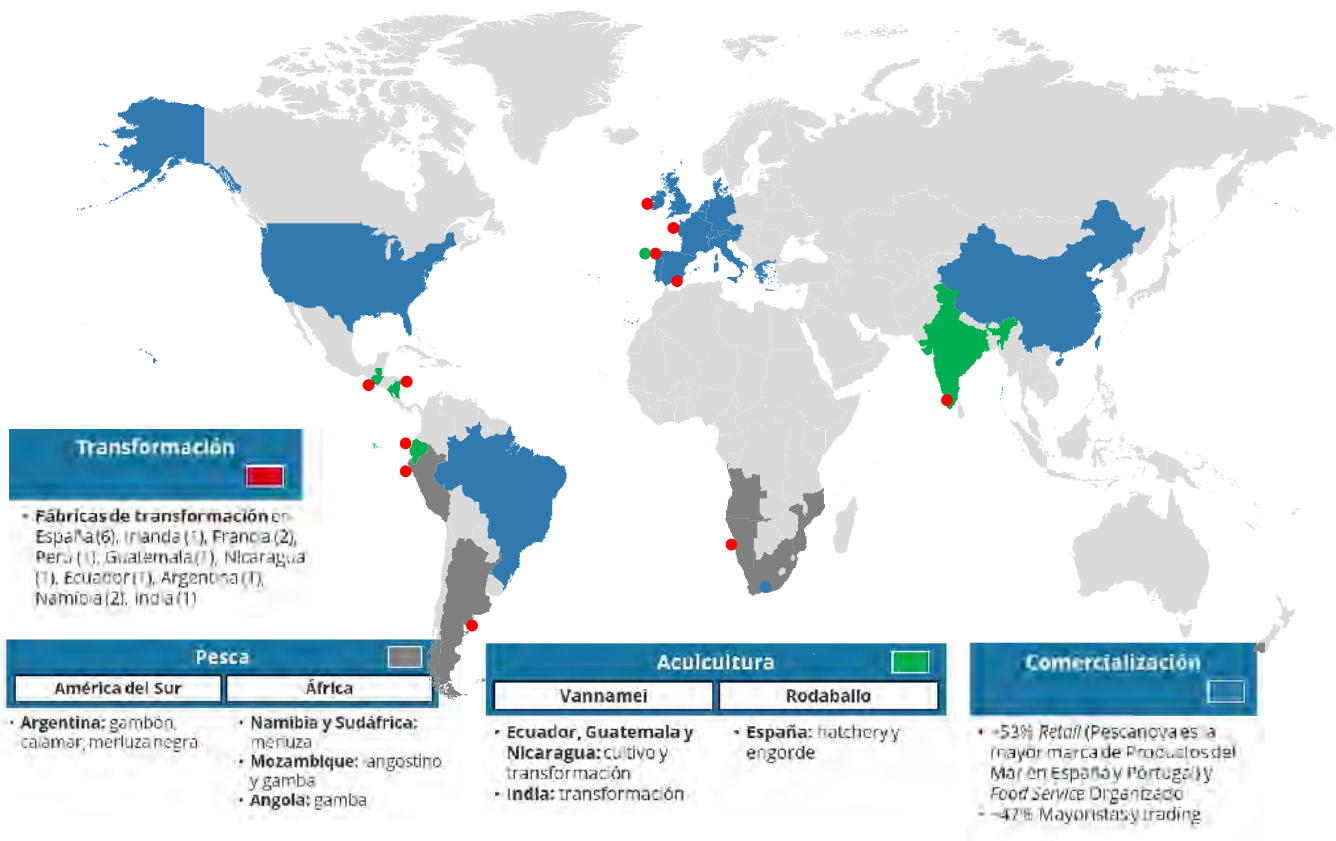 Transformación
• Fábricas de transformación en
España (6), Irlanda (1), Francia (2),
Perú (1), Guatemala (1), Nicaragua
(1), Ecuador (1), Argentina (1),
Namibia (2), India (1)
Pesca
América del Sur
África
• Argentina: gambón,
calamar, merluza negra
• Namibia y Sudáfrica:
merluza
• Mozambique: langostino
y gamba
• Angola: gamba
Aculcultura
Vannamei
Rodaballo
• Ecuador, Guatemala y
Nicaragua: cultivo y
transformación
• India: transformación
• España: hatchery y
engorde
Comercialización
• ~53% Retail (Pescanova es la
mayor marca de Productos del
Mar en España y Portugal) y
Food Service Organizado
• ~47% Mayoristas y trading